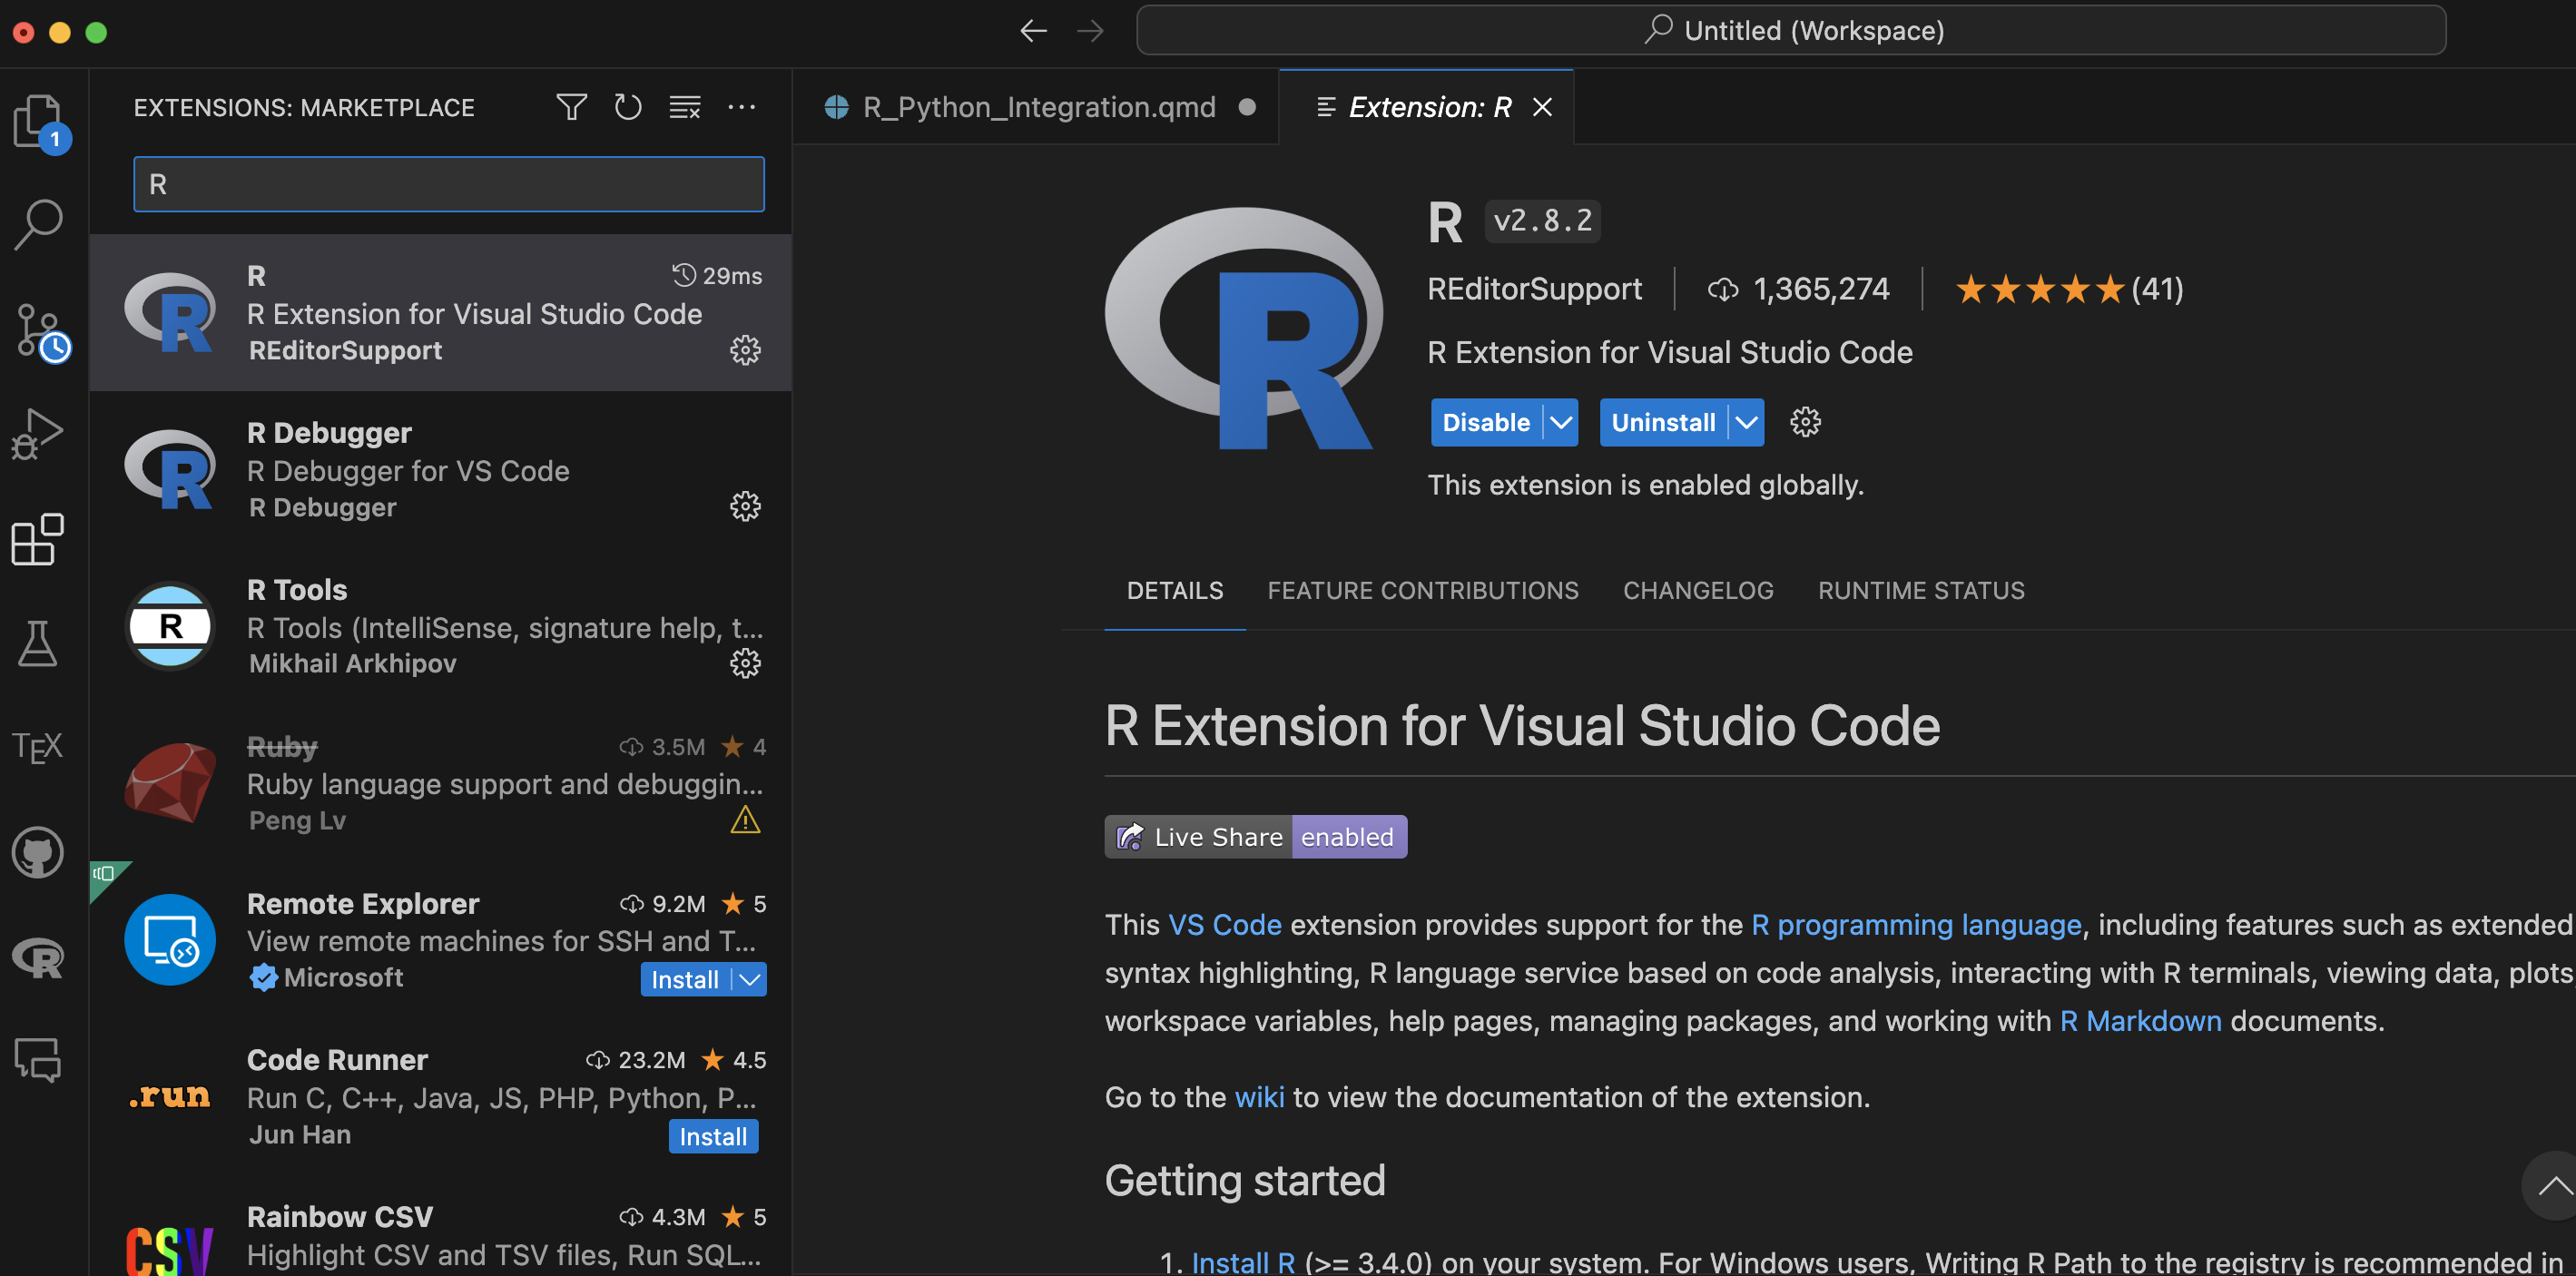 Untitled (Workspace)
EXTENSIONS: MARKETPLACE
R_Python_Integration.qmd
Extension: R
1
R
R
29ms
R Extension for Visual Studio Code
REditorSupport
R Debugger
R Debugger for VS Code
R Debugger
R
R Tools
R Tools (IntelliSense, signature help, t...
Mikhail Arkhipov
Ruby
3.5M
4
Ruby language support and debuggin...
Peng Lv
Remote Explorer
9.2M
5
View remote machines for SSH and T...
Microsoft
Install
Code Runner
23.2M
4.5
.run
Run C, C++, Java, JS, PHP, Python, P...
Jun Han
Install
Rainbow CSV
4.3M
5
CSV
Highlight CSV and TSV files, Run SQL...
TEX
R
R
R
R
R v2.8.2
REditorSupport
1,365,274
(41)
R Extension for Visual Studio Code
Disable
Uninstall
This extension is enabled globally.
DETAILS
FEATURE CONTRIBUTIONS
CHANGELOG
RUNTIME STATUS
R Extension for Visual Studio Code
Live Share enabled
This VS Code extension provides support for the R programming language, including features such as extended
syntax highlighting, R language service based on code analysis, interacting with R terminals, viewing data, plots,
workspace variables, help pages, managing packages, and working with R Markdown documents.
Go to the wiki to view the documentation of the extension.
Getting started
1. Install R (>= 3.4.0) on your system. For Windows users, Writing R Path to the registry is recommended in